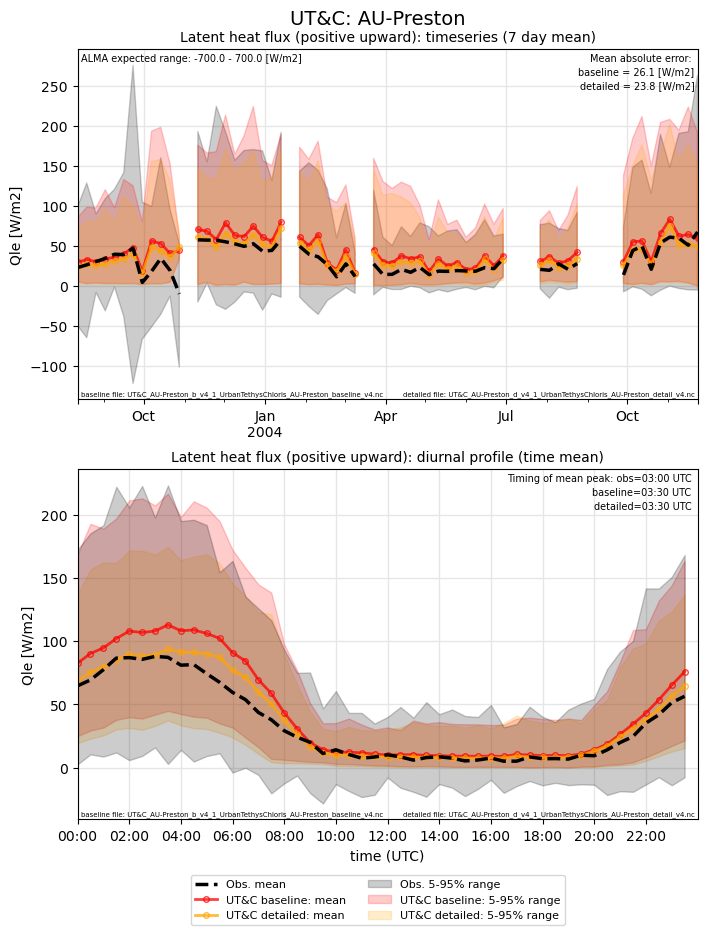 UT&C: AU-Preston
Latent heat flux (positive upward): timeseries (7 day mean)
ALMA expected range: -700.0 - 700.0 [W/m2]
Mean absolute error:
baseline = 26.1 [W/m2]
detailed = 23.8 [W/m2]
250
200
150
100
50
0
−50
−100
Qle [W/m2]
baseline file: UT&C_AU-Preston_b_v4_1_UrbanTethysChloris_AU-Preston_baseline_v4.nc
detailed file: UT&C_AU-Preston_d_v4_1_UrbanTethysChloris_AU-Preston_detail_v4.nc
Oct Jan Apr Jul Oct
2004
Latent heat flux (positive upward): diurnal profile (time mean)
Timing of mean peak: obs=03:00 UTC
baseline=03:30 UTC
detailed=03:30 UTC
200
150
100
50
0
Qle [W/m2]
baseline file: UT&C_AU-Preston_b_v4_1_UrbanTethysChloris_AU-Preston_baseline_v4.nc
detailed file: UT&C_AU-Preston_d_v4_1_UrbanTethysChloris_AU-Preston_detail_v4.nc
00:00 02:00 04:00 06:00 08:00 10:00 12:00 14:00 16:00 18:00 20:00 22:00
time (UTC)
Obs. mean
UT&C baseline: mean
UT&C detailed: mean
Obs. 5-95% range
UT&C baseline: 5-95% range
UT&C detailed: 5-95% range